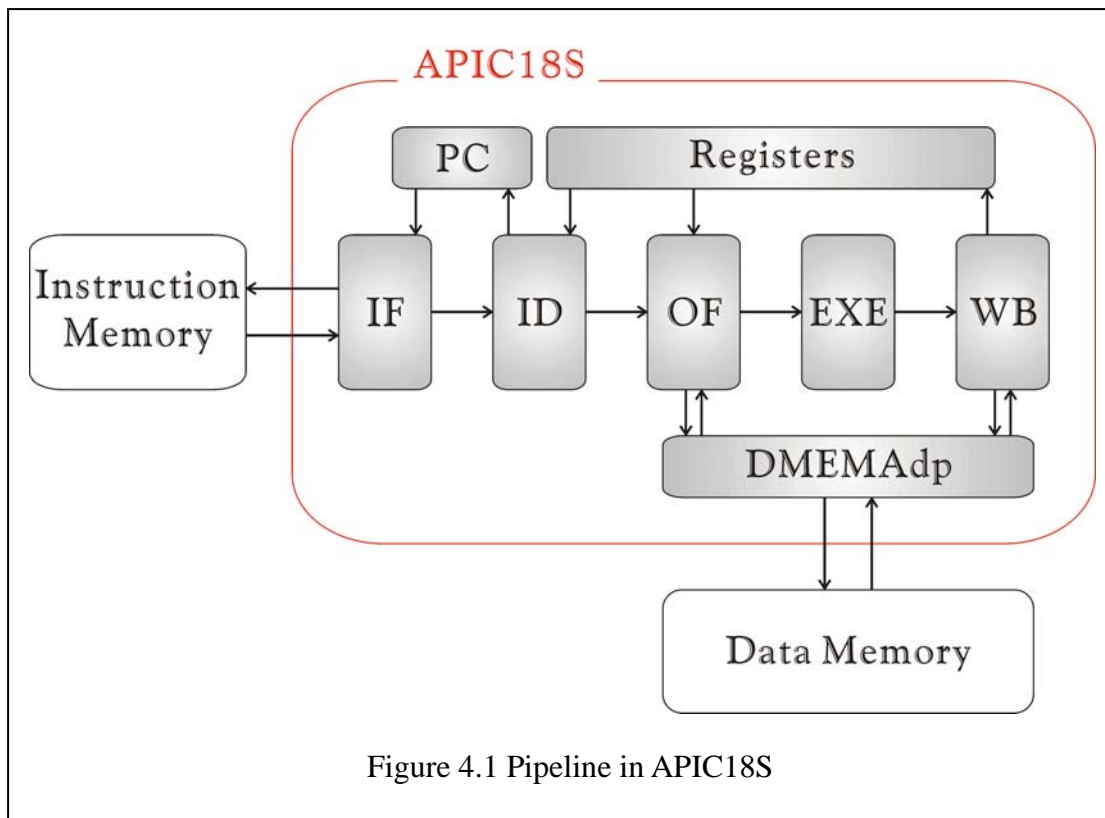 APIC18S
PC
Registers
Instruction
Memory
IF
ID
OF
EXE
WB
DMEMAdp
Data Memory
Figure 4.1 Pipeline in APIC18S